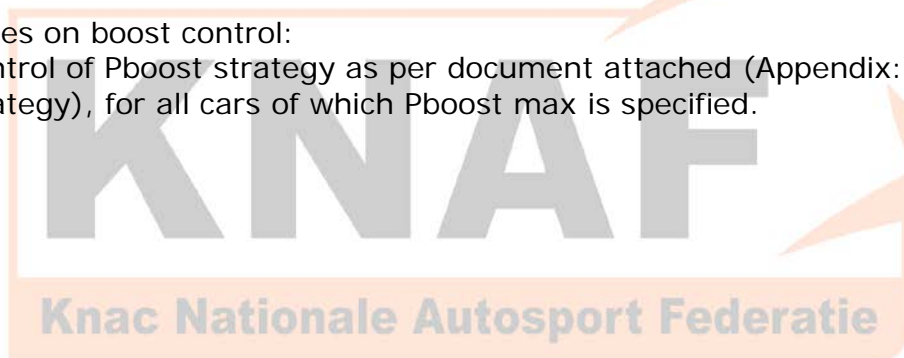 es on boost control:
ntrol of Pboost strategy as per document attached (Appendix:
ategy), for all cars of which Pboost max is specified.
KNAF
Knac Nationale Autosport Federatie